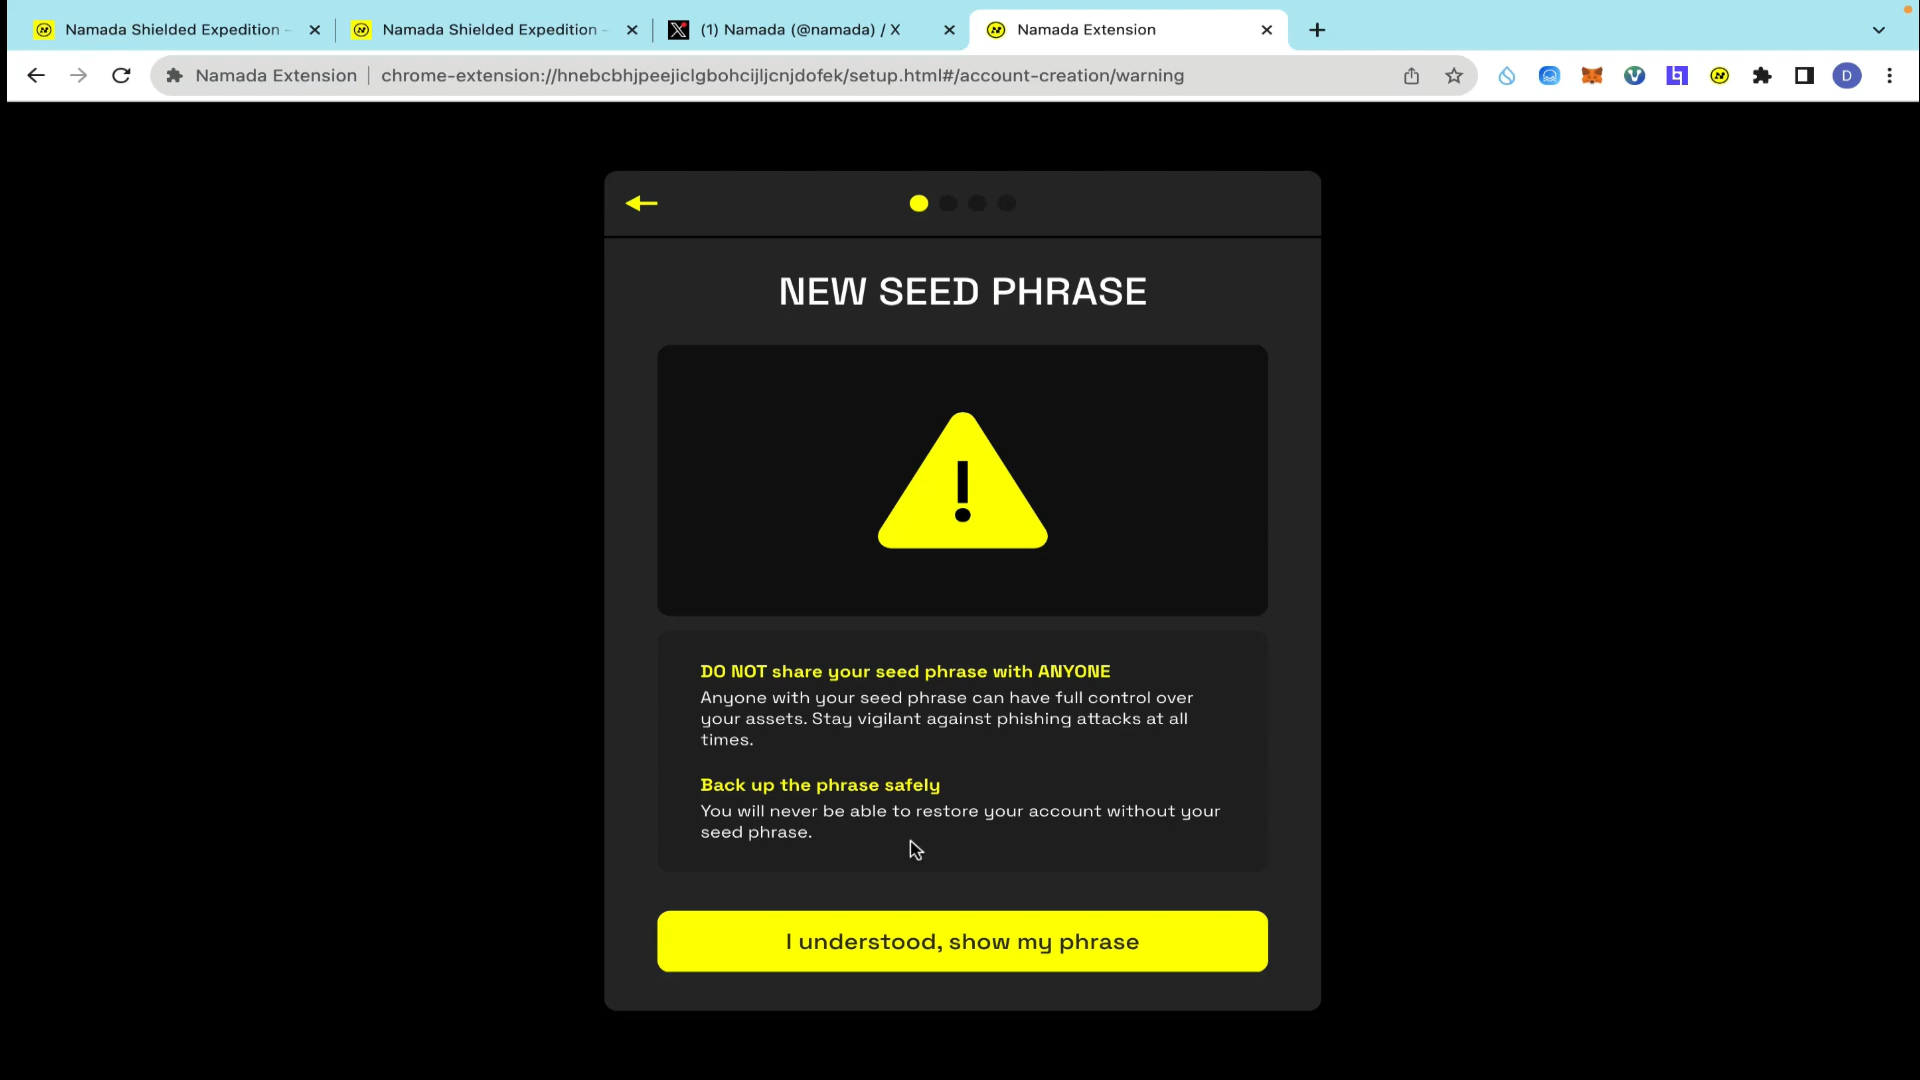 Namada Shielded Expedition -
Namada Shielded Expedition -
(1) Namada (@namada) / X
Namada Extension
Namada Extension
chrome-extension://hnebcbhjpeejiclgbohcijljcnjdofek/setup.html#/account-creation/warning
D
NEW SEED PHRASE
!
DO NOT share your seed phrase with ANYONE
Anyone with your seed phrase can have full control over
your assets. Stay vigilant against phishing attacks at all
times.
Back up the phrase safely
You will never be able to restore your account without your
seed phrase.
I understood, show my phrase